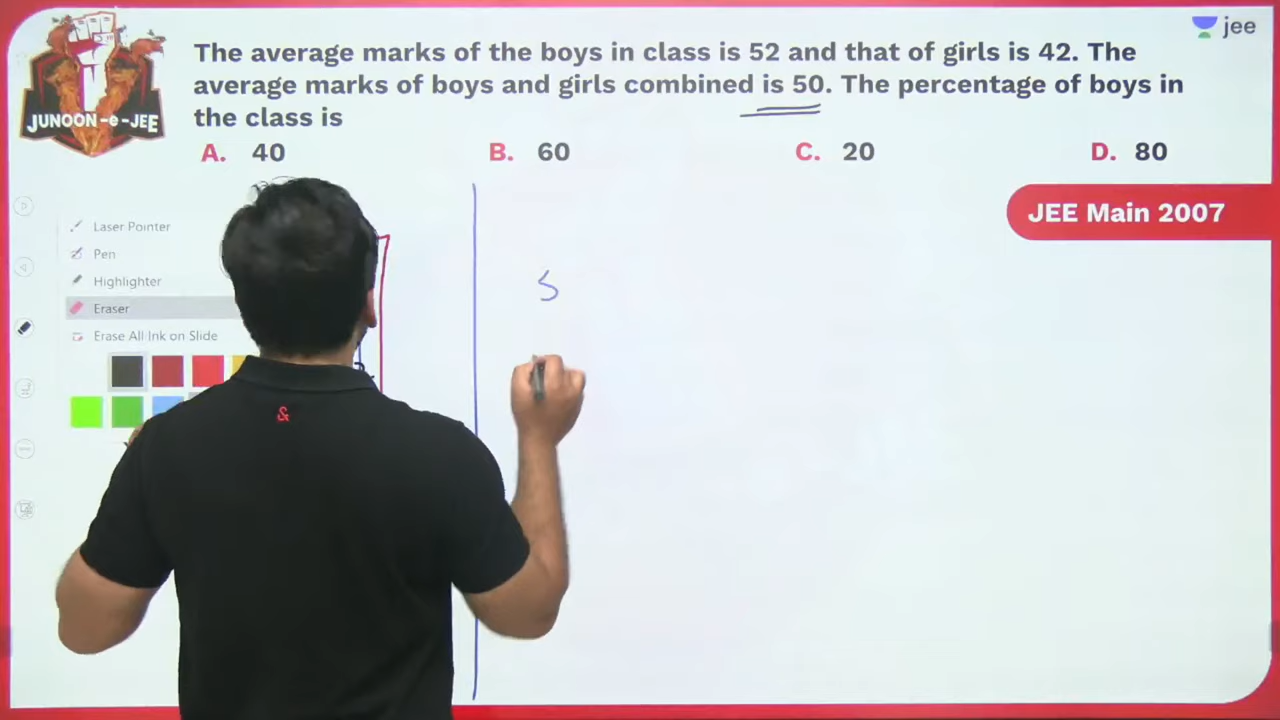 jee
The average marks of the boys in class is 52 and that of girls is 42. The
average marks of boys and girls combined is 50. The percentage of boys in
the class is
JUNOON-e-JEE
A. 40 B. 60 C. 20 D. 80
JEE Main 2007
Laser Pointer
Pen
Highlighter
Eraser
Erase All Ink on Slide
&